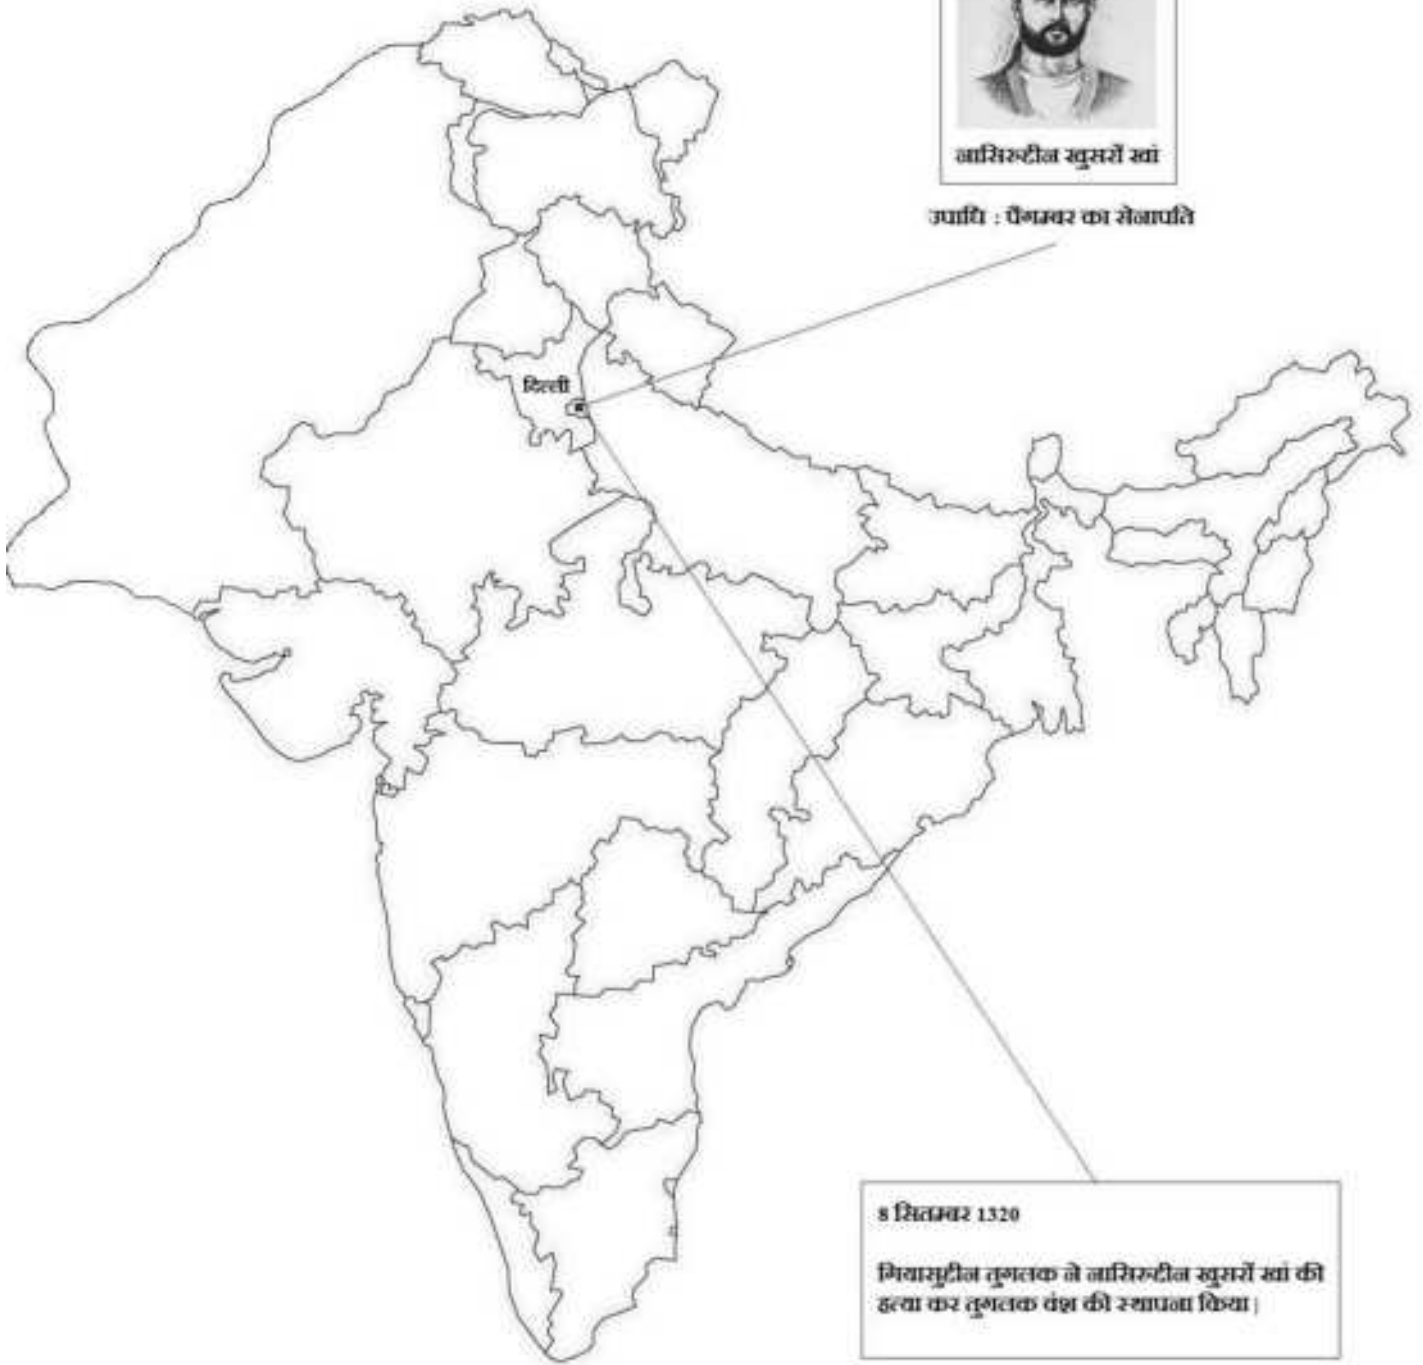 नासिरुद्दीन खुसरों खां
उपाधि : पैगम्बर का सेनापति
दिल्ली
8 सितम्बर 1320
गियासुद्दीन तुगलक ने नासिरुद्दीन खुसरों खां की
हत्या कर तुगलक वंश की स्थापना किया |